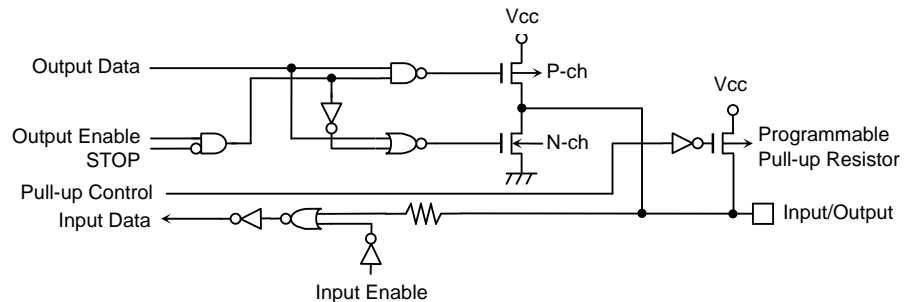 Vcc
Output Data
P-ch
Vcc
Output Enable
STOP
N-ch
Programmable
Pull-up Resistor
Pull-up Control
Input Data
Input/Output
Input Enable